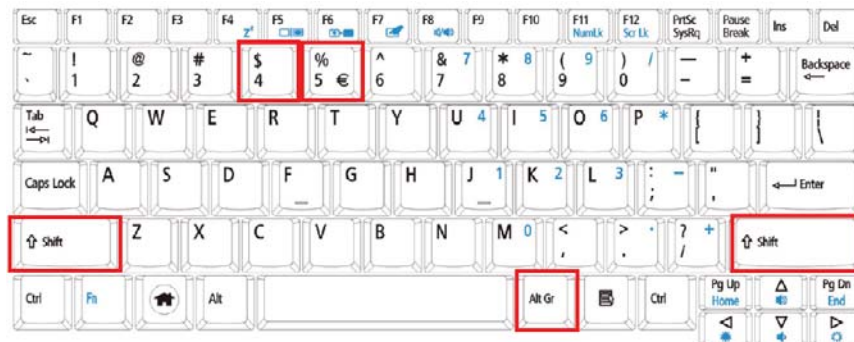 Esc F1 F2 F3 F4 Zz F5 F6 F7 F8 F9 F10 F11 NumLk F12 Scr Lk PrtSc SysRq Pause Break Ins Del
~ ! @ # $ % ^ & 7 * 8 ( 9 ) / — + Backspace
` 1 2 3 4 5 € 6 7 8 9 0 – =
Tab Q W E R T Y U 4 I 5 O 6 P * { [ } ] | \
Caps Lock A S D F G H J 1 K 2 L 3 : ; – " ' Enter
Shift Z X C V B N M 0 < , > . . ? / + Shift
Ctrl Fn Alt Alt Gr Ctrl Pg Up Home Pg Dn End